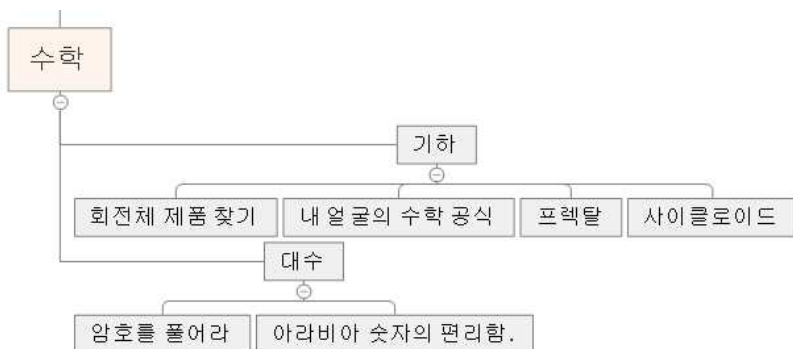 수학
기하
회전체 제품 찾기 내 얼굴의 수학 공식 프렉탈 사이클로이드
대수
암호를 풀어라 아라비아 숫자의 편리함.